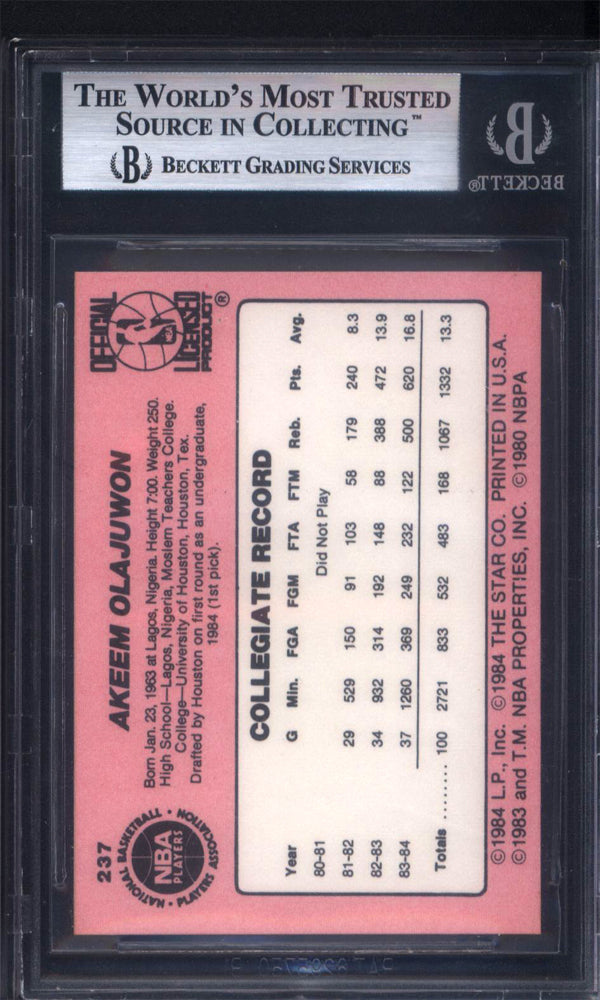 THE WORLD'S MOST TRUSTED
SOURCE IN COLLECTING™
B BECKETT GRADING SERVICES
B
BECKETT®
237
NATIONAL BASKETBALL
PLAYERS ASSOCIATION
NBA
PLAYERS
AKEEM OLAJUWON
Born Jan. 23, 1963 at Lagos, Nigeria. Height 7:00. Weight 250.
High School—Lagos, Nigeria, Moslem Teachers College.
College—University of Houston, Houston, Tex.
Drafted by Houston on first round as an undergraduate,
1984 (1st pick).
OFFICIAL
NBA
LICENSED
PRODUCT ®
COLLEGIATE RECORD
Year G Min. FGA FGM FTA FTM Reb. Pts. Avg.
80-81 Did Not Play
81-82 29 529 150 91 103 58 179 240 8.3
82-83 34 932 314 192 148 88 388 472 13.9
83-84 37 1260 369 249 232 122 500 620 16.8
Totals ........ 100 2721 833 532 483 168 1067 1332 13.3
©1984 L.P., Inc. ©1984 THE STAR CO. PRINTED IN U.S.A.
©1983 and T.M. NBA PROPERTIES, INC. ©1980 NBPA